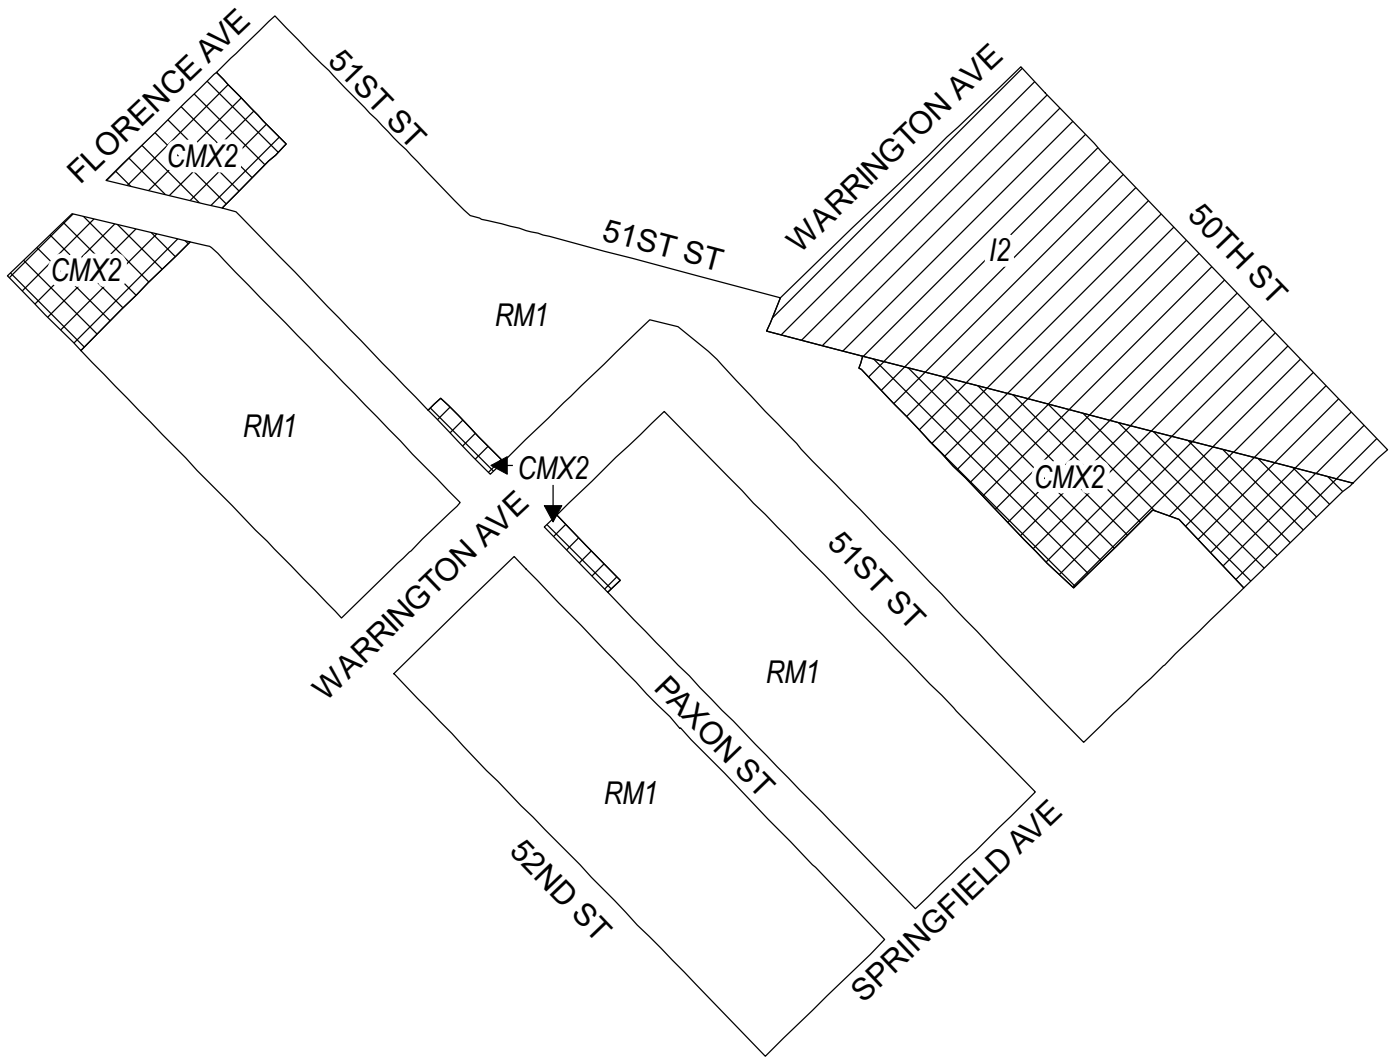 FLORENCE AVE
51ST ST
WARRINGTON AVE
CMX2
50TH ST
51ST ST
I2
CMX2
RM1
RM1
CMX2
CMX2
WARRINGTON AVE
51ST ST
RM1
PAXON ST
RM1
52ND ST
SPRINGFIELD AVE